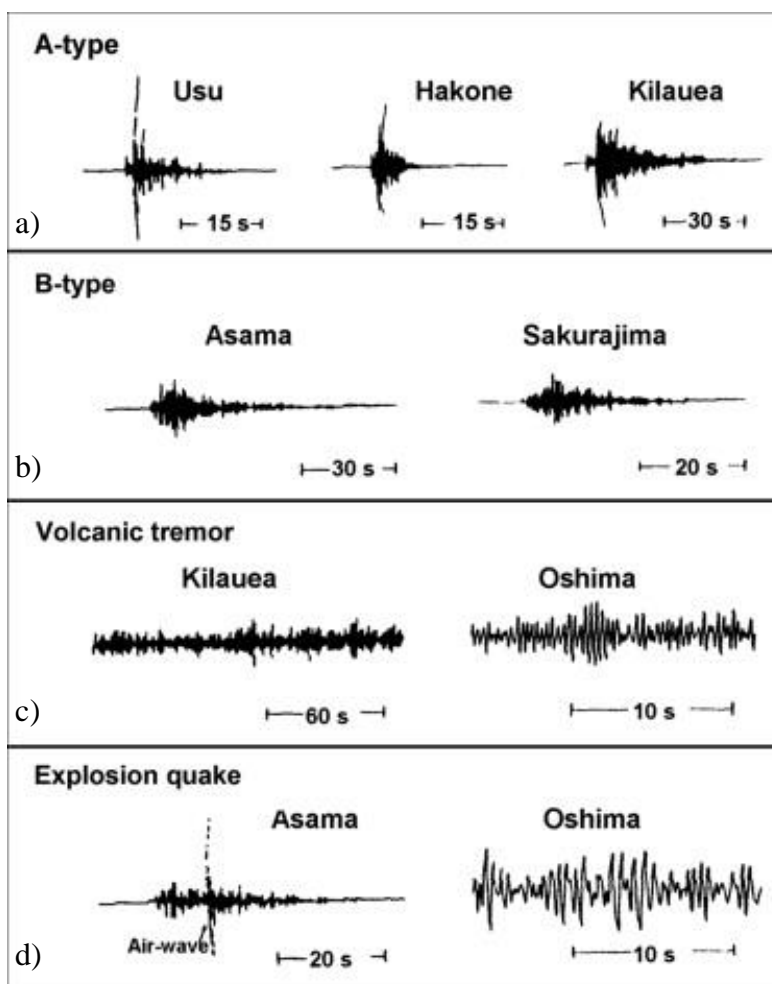 A-type
Usu Hakone Kilauea
a) 15 s 15 s 30 s
B-type
Asama Sakurajima
b) 30 s 20 s
Volcanic tremor
Kilauea Oshima
c) 60 s 10 s
Explosion quake
Asama Oshima
Air-wave
d) 20 s 10 s